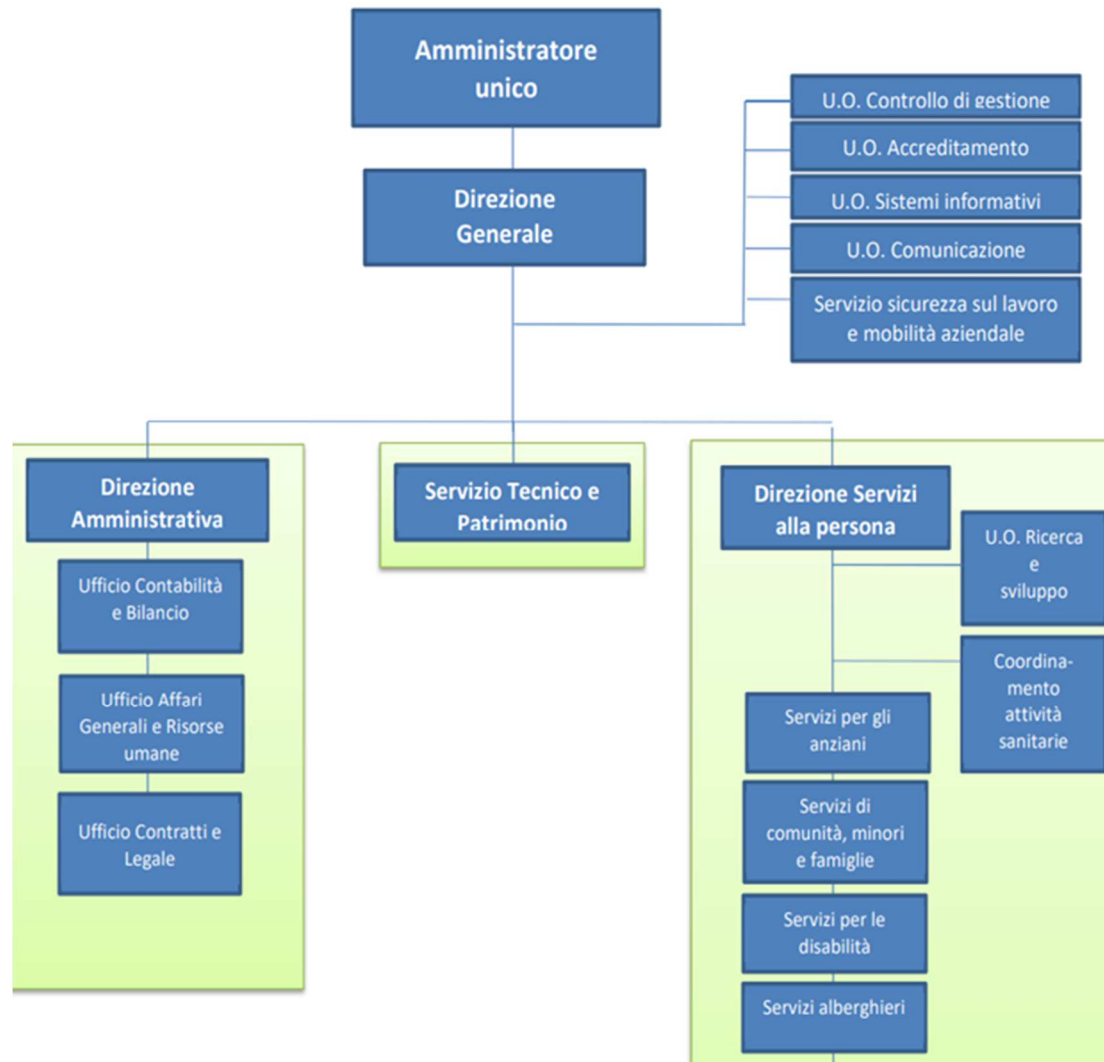 Amministratore
unico
Direzione
Generale
U.O. Controllo di gestione
U.O. Accreditamento
U.O. Sistemi informativi
U.O. Comunicazione
Servizio sicurezza sul lavoro
e mobilità aziendale
Direzione
Amministrativa
Ufficio Contabilità
e Bilancio
Ufficio Affari
Generali e Risorse
umane
Ufficio Contratti e
Legale
Servizio Tecnico e
Patrimonio
Direzione Servizi
alla persona
U.O. Ricerca
e
sviluppo
Coordina-
mento
attività
sanitarie
Servizi per gli
anziani
Servizi di
comunità, minori
e famiglie
Servizi per le
disabilità
Servizi alberghieri